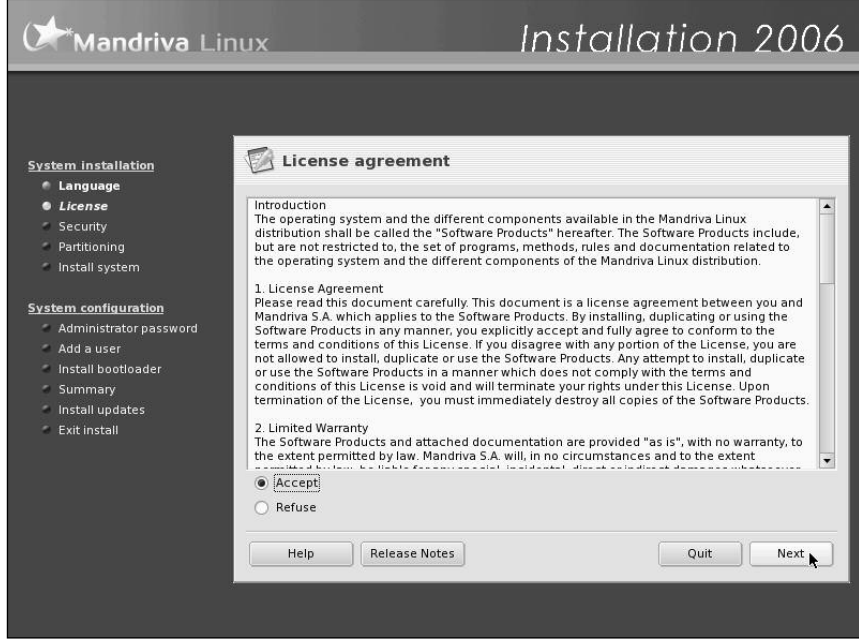 Mandriva Linux
Installation 2006
System installation
Language
License
Security
Partitioning
Install system
System configuration
Administrator password
Add a user
Install bootloader
Summary
Install updates
Exit install
License agreement
Introduction
The operating system and the different components available in the Mandriva Linux
distribution shall be called the "Software Products" hereafter. The Software Products include,
but are not restricted to, the set of programs, methods, rules and documentation related to
the operating system and the different components of the Mandriva Linux distribution.
1. License Agreement
Please read this document carefully. This document is a license agreement between you and
Mandriva S.A. which applies to the Software Products. By installing, duplicating or using the
Software Products in any manner, you explicitly accept and fully agree to conform to the
terms and conditions of this License. If you disagree with any portion of the License, you are
not allowed to install, duplicate or use the Software Products. Any attempt to install, duplicate
or use the Software Products in a manner which does not comply with the terms and
conditions of this License is void and will terminate your rights under this License. Upon
termination of the License, you must immediately destroy all copies of the Software Products.
2. Limited Warranty
The Software Products and attached documentation are provided "as is", with no warranty, to
the extent permitted by law. Mandriva S.A. will, in no circumstances and to the extent
Accept
Refuse
Help
Release Notes
Quit
Next